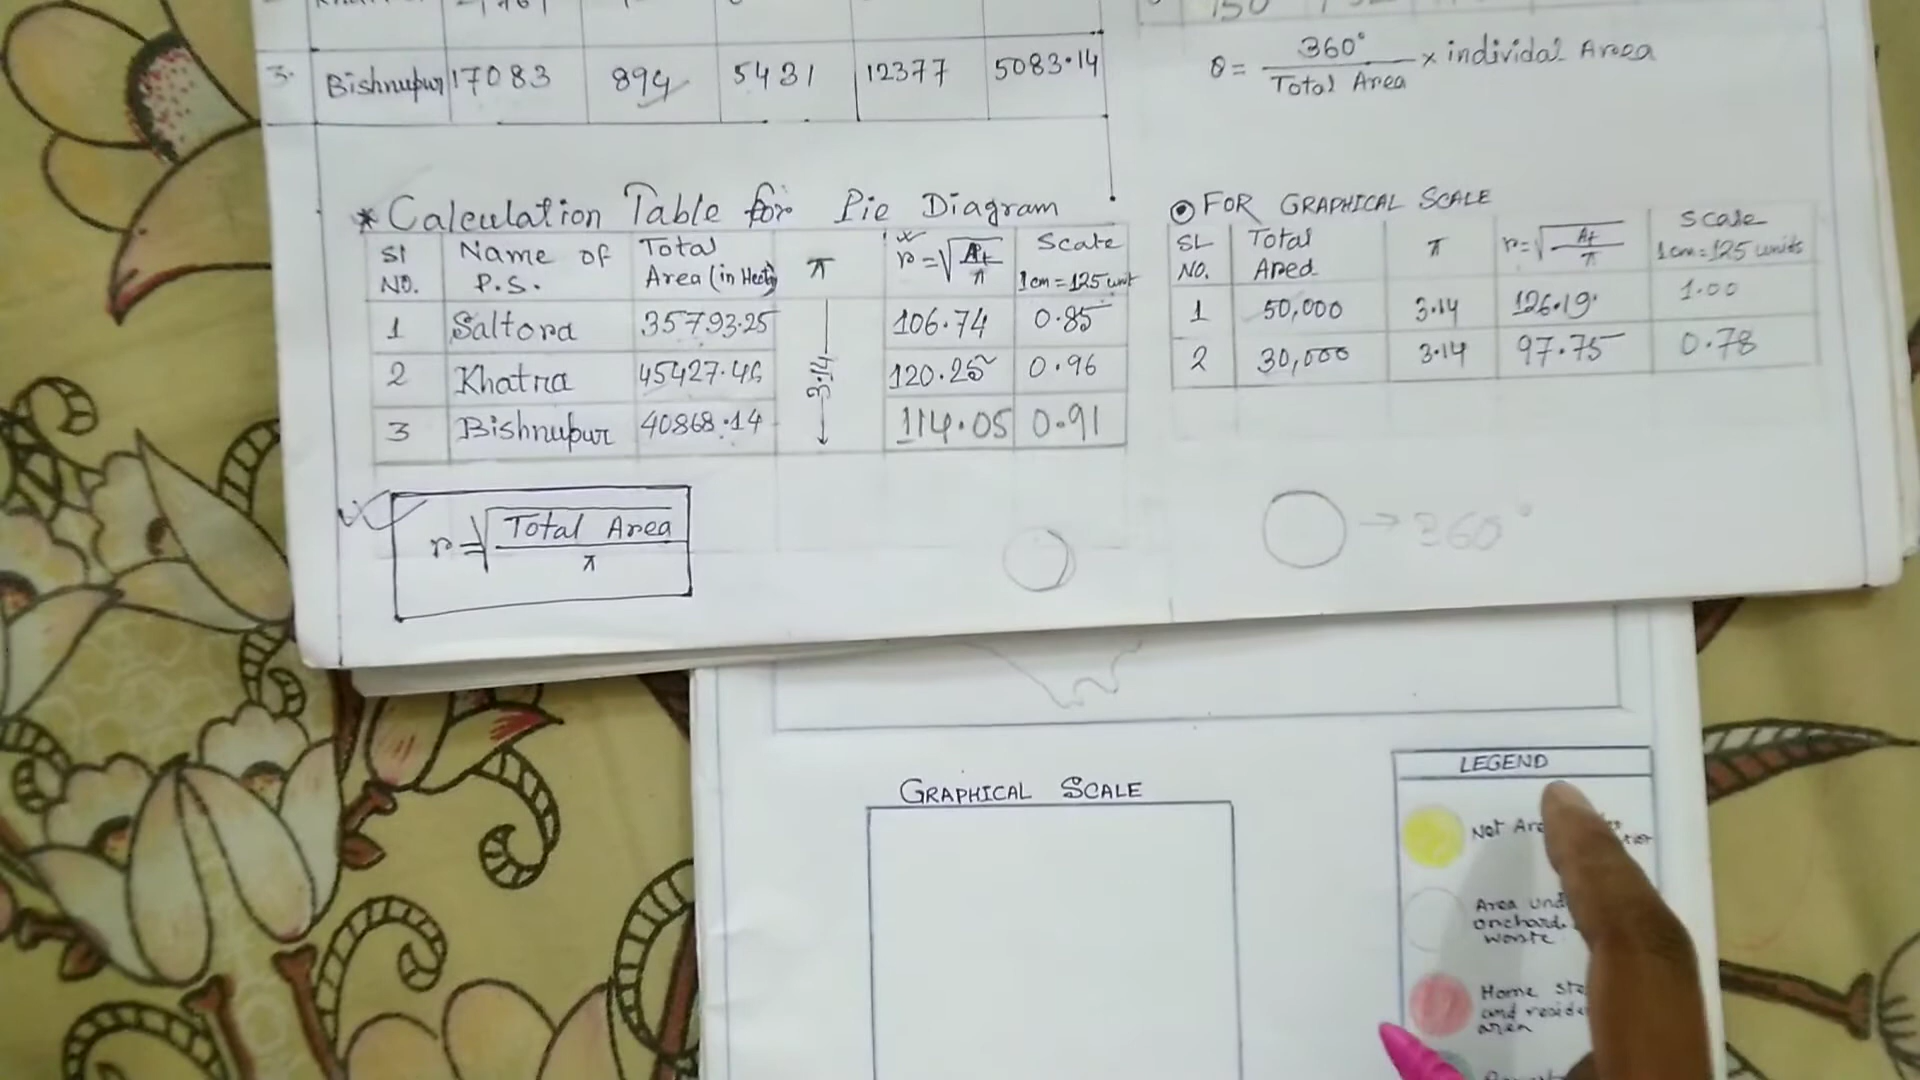 3. Bishnupur 17083 894 5431 12377 5083.14
150
θ = 360° / Total Area × individal Area
* Calculation Table for Pie Diagram
Sl NO. Name of P.S. Total Area (in Hect) π r = √At/π Scale 1cm = 125 unit
1 Saltora 35793.25 106.74 0.85
2 Khatra 45427.46 3.14 120.25 0.96
3 Bishnupur 40868.14 114.05 0.91
r = √Total Area / π
FOR GRAPHICAL SCALE
SL NO. Total Ared π r = √At/π Scale 1cm = 125 units
1 50,000 3.14 126.19 1.00
2 30,000 3.14 97.75 0.78
→ 360°
GRAPHICAL SCALE
LEGEND
Net
Area
onchard
waste
Home
and
area